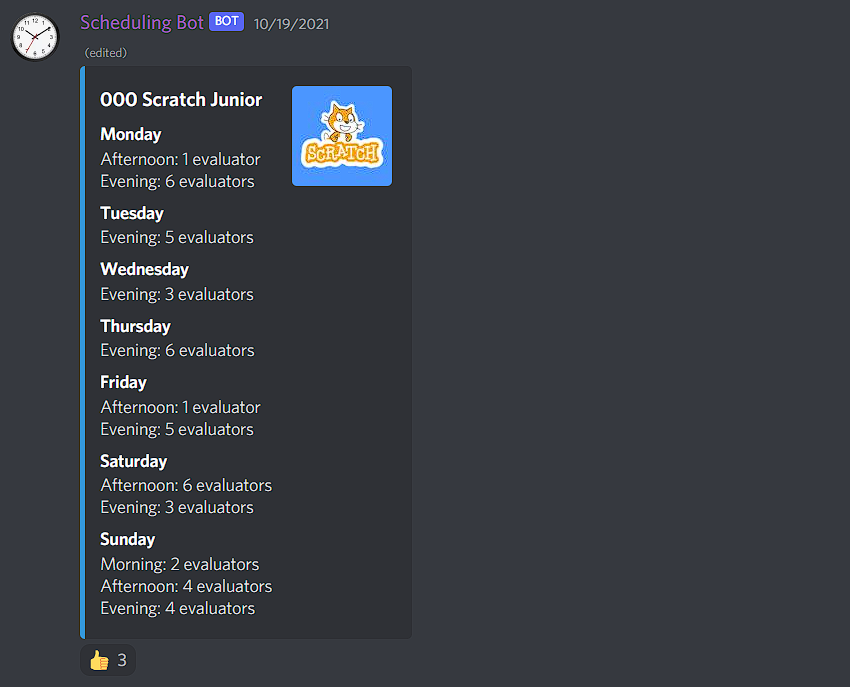 Scheduling Bot BOT 10/19/2021
(edited)
000 Scratch Junior
SCRATCH
Monday
Afternoon: 1 evaluator
Evening: 6 evaluators
Tuesday
Evening: 5 evaluators
Wednesday
Evening: 3 evaluators
Thursday
Evening: 6 evaluators
Friday
Afternoon: 1 evaluator
Evening: 5 evaluators
Saturday
Afternoon: 6 evaluators
Evening: 3 evaluators
Sunday
Morning: 2 evaluators
Afternoon: 4 evaluators
Evening: 4 evaluators
3